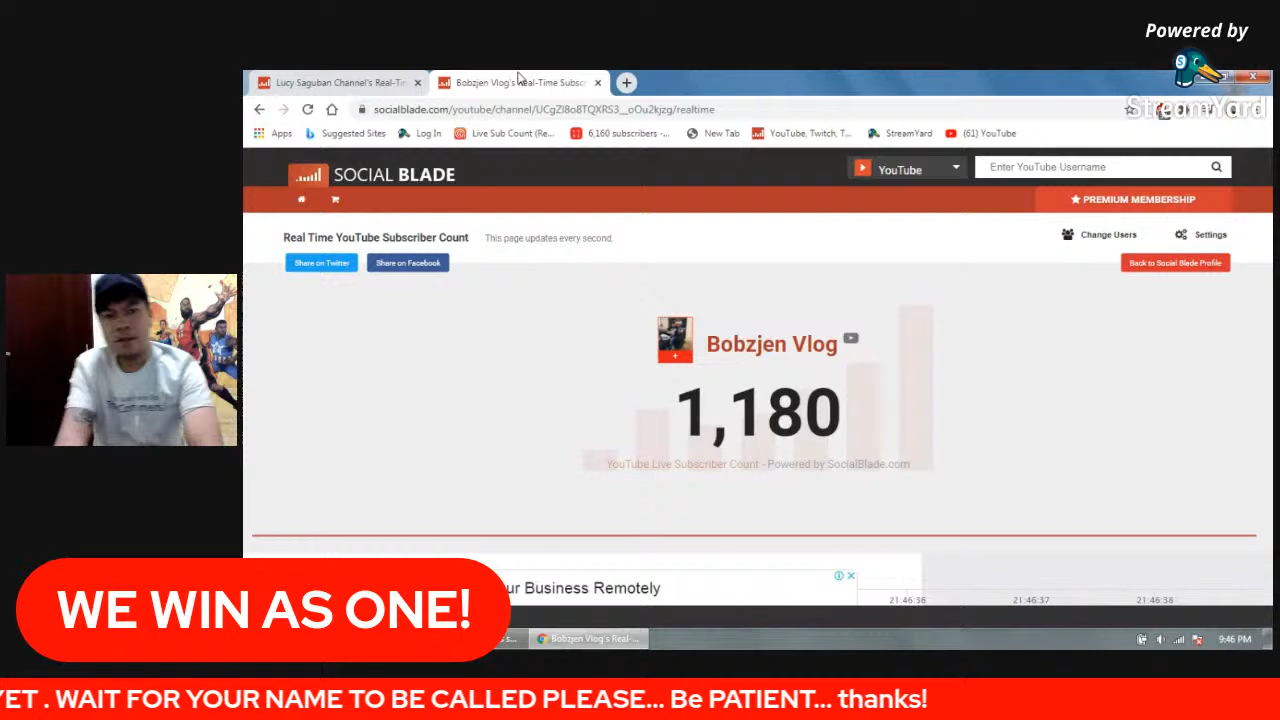 Powered by
StreamYard
Lucy Saguban Channel's Real-Tim
Bobzjen Vlog's Real-Time Subscr
socialblade.com/youtube/channel/UCgZl8o8TQXRS3__oOu2kjzg/realtime
Apps
Suggested Sites
Log In
Live Sub Count (Re...
6,160 subscribers -...
New Tab
YouTube, Twitch, T...
StreamYard
(61) YouTube
SOCIAL BLADE
YouTube
Enter YouTube Username
PREMIUM MEMBERSHIP
Real Time YouTube Subscriber Count
This page updates every second.
Change Users
Settings
Share on Twitter
Share on Facebook
Back to Social Blade Profile
Bobzjen Vlog
1,180
YouTube Live Subscriber Count - Powered by SocialBlade.com
ur Business Remotely
21:46:36
21:46:37
21:46:38
WE WIN AS ONE!
s...
Bobzjen Vlog's Real-...
9:46 PM
YET . WAIT FOR YOUR NAME TO BE CALLED PLEASE... Be PATIENT... thanks!